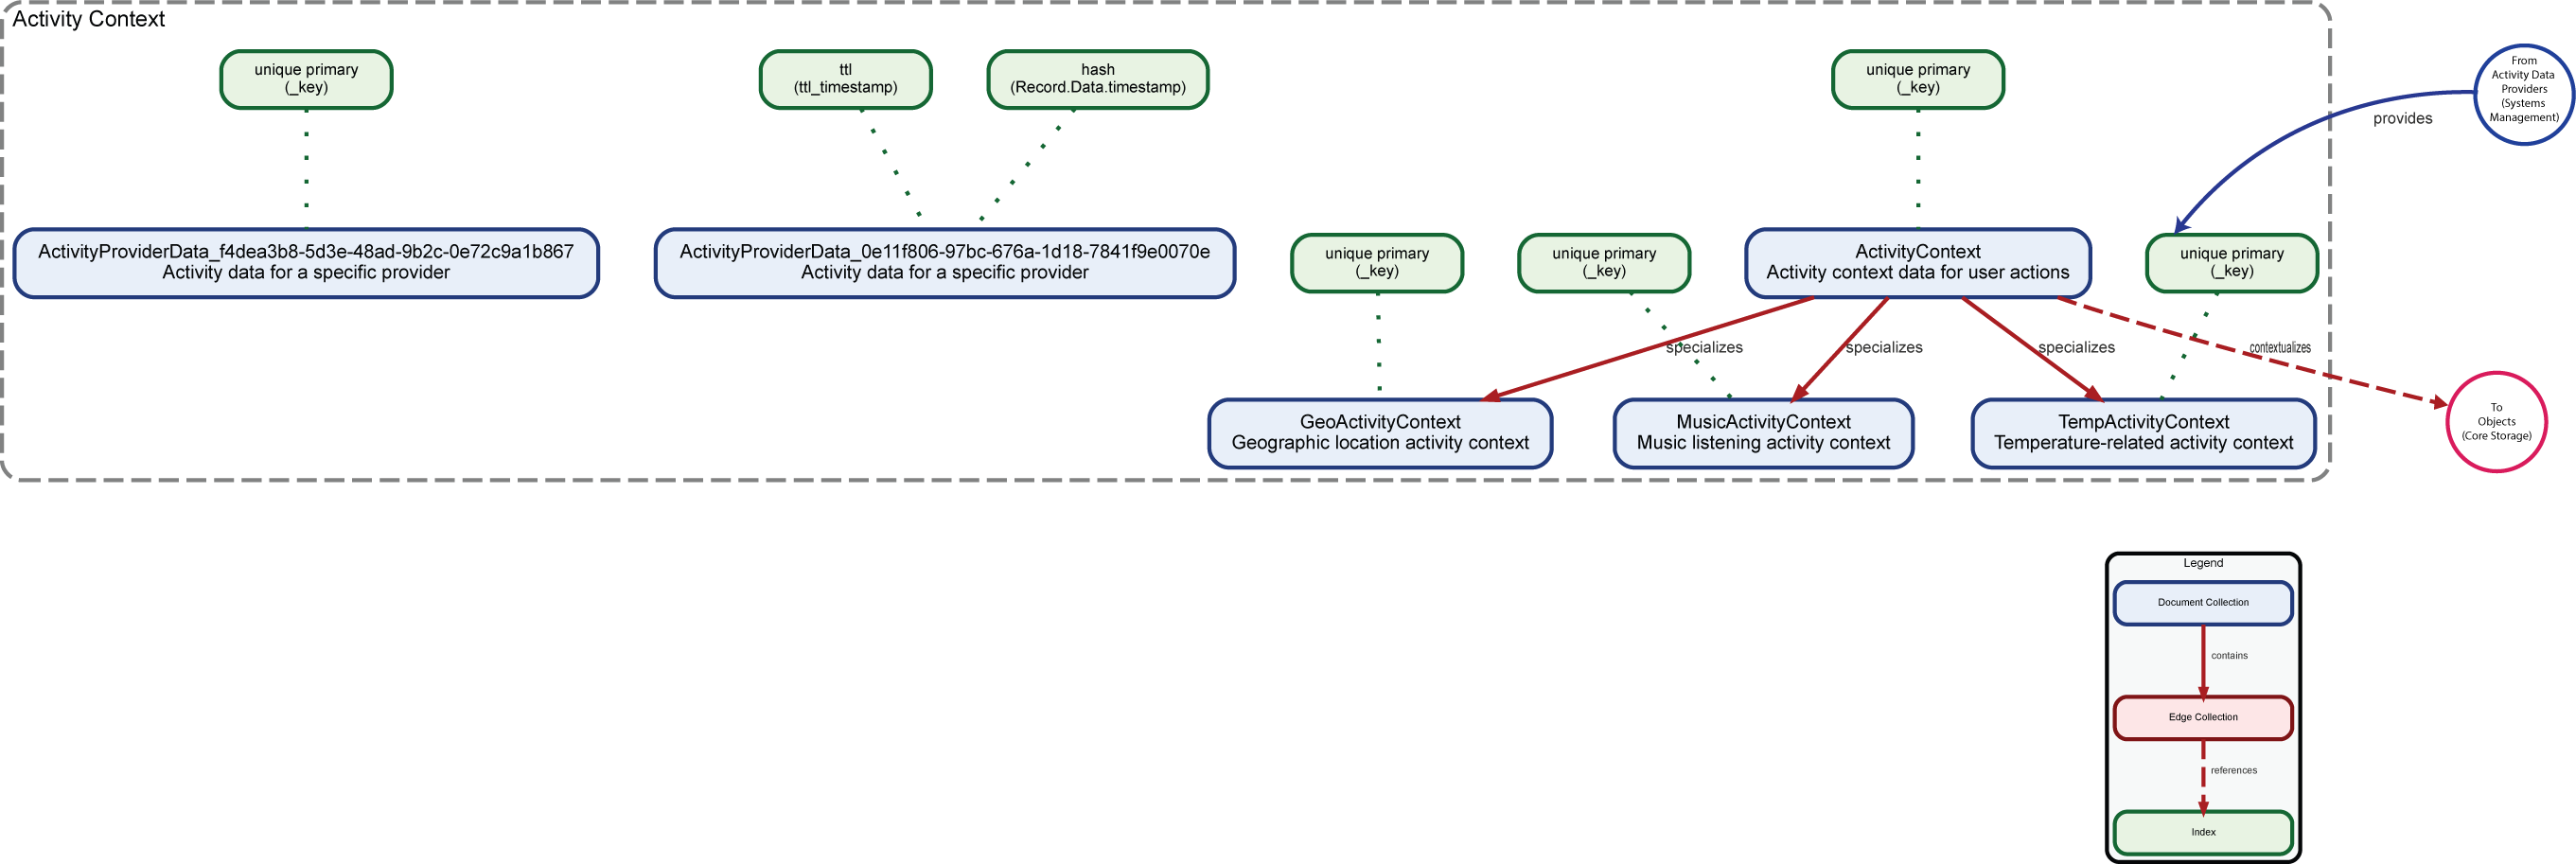 Activity Context
unique primary
(_key)
ttl
(ttl_timestamp)
hash
(Record.Data.timestamp)
unique primary
(_key)
From
Activity Data
Providers
(Systems
Management)
provides
ActivityProviderData_f4dea3b8-5d3e-48ad-9b2c-0e72c9a1b867
Activity data for a specific provider
ActivityProviderData_0e11f806-97bc-676a-1d18-7841f9e0070e
Activity data for a specific provider
unique primary
(_key)
unique primary
(_key)
ActivityContext
Activity context data for user actions
unique primary
(_key)
specializes
specializes
specializes
contextualizes
GeoActivityContext
Geographic location activity context
MusicActivityContext
Music listening activity context
TempActivityContext
Temperature-related activity context
To
Objects
(Core Storage)
Legend
Document Collection
contains
Edge Collection
references
Index